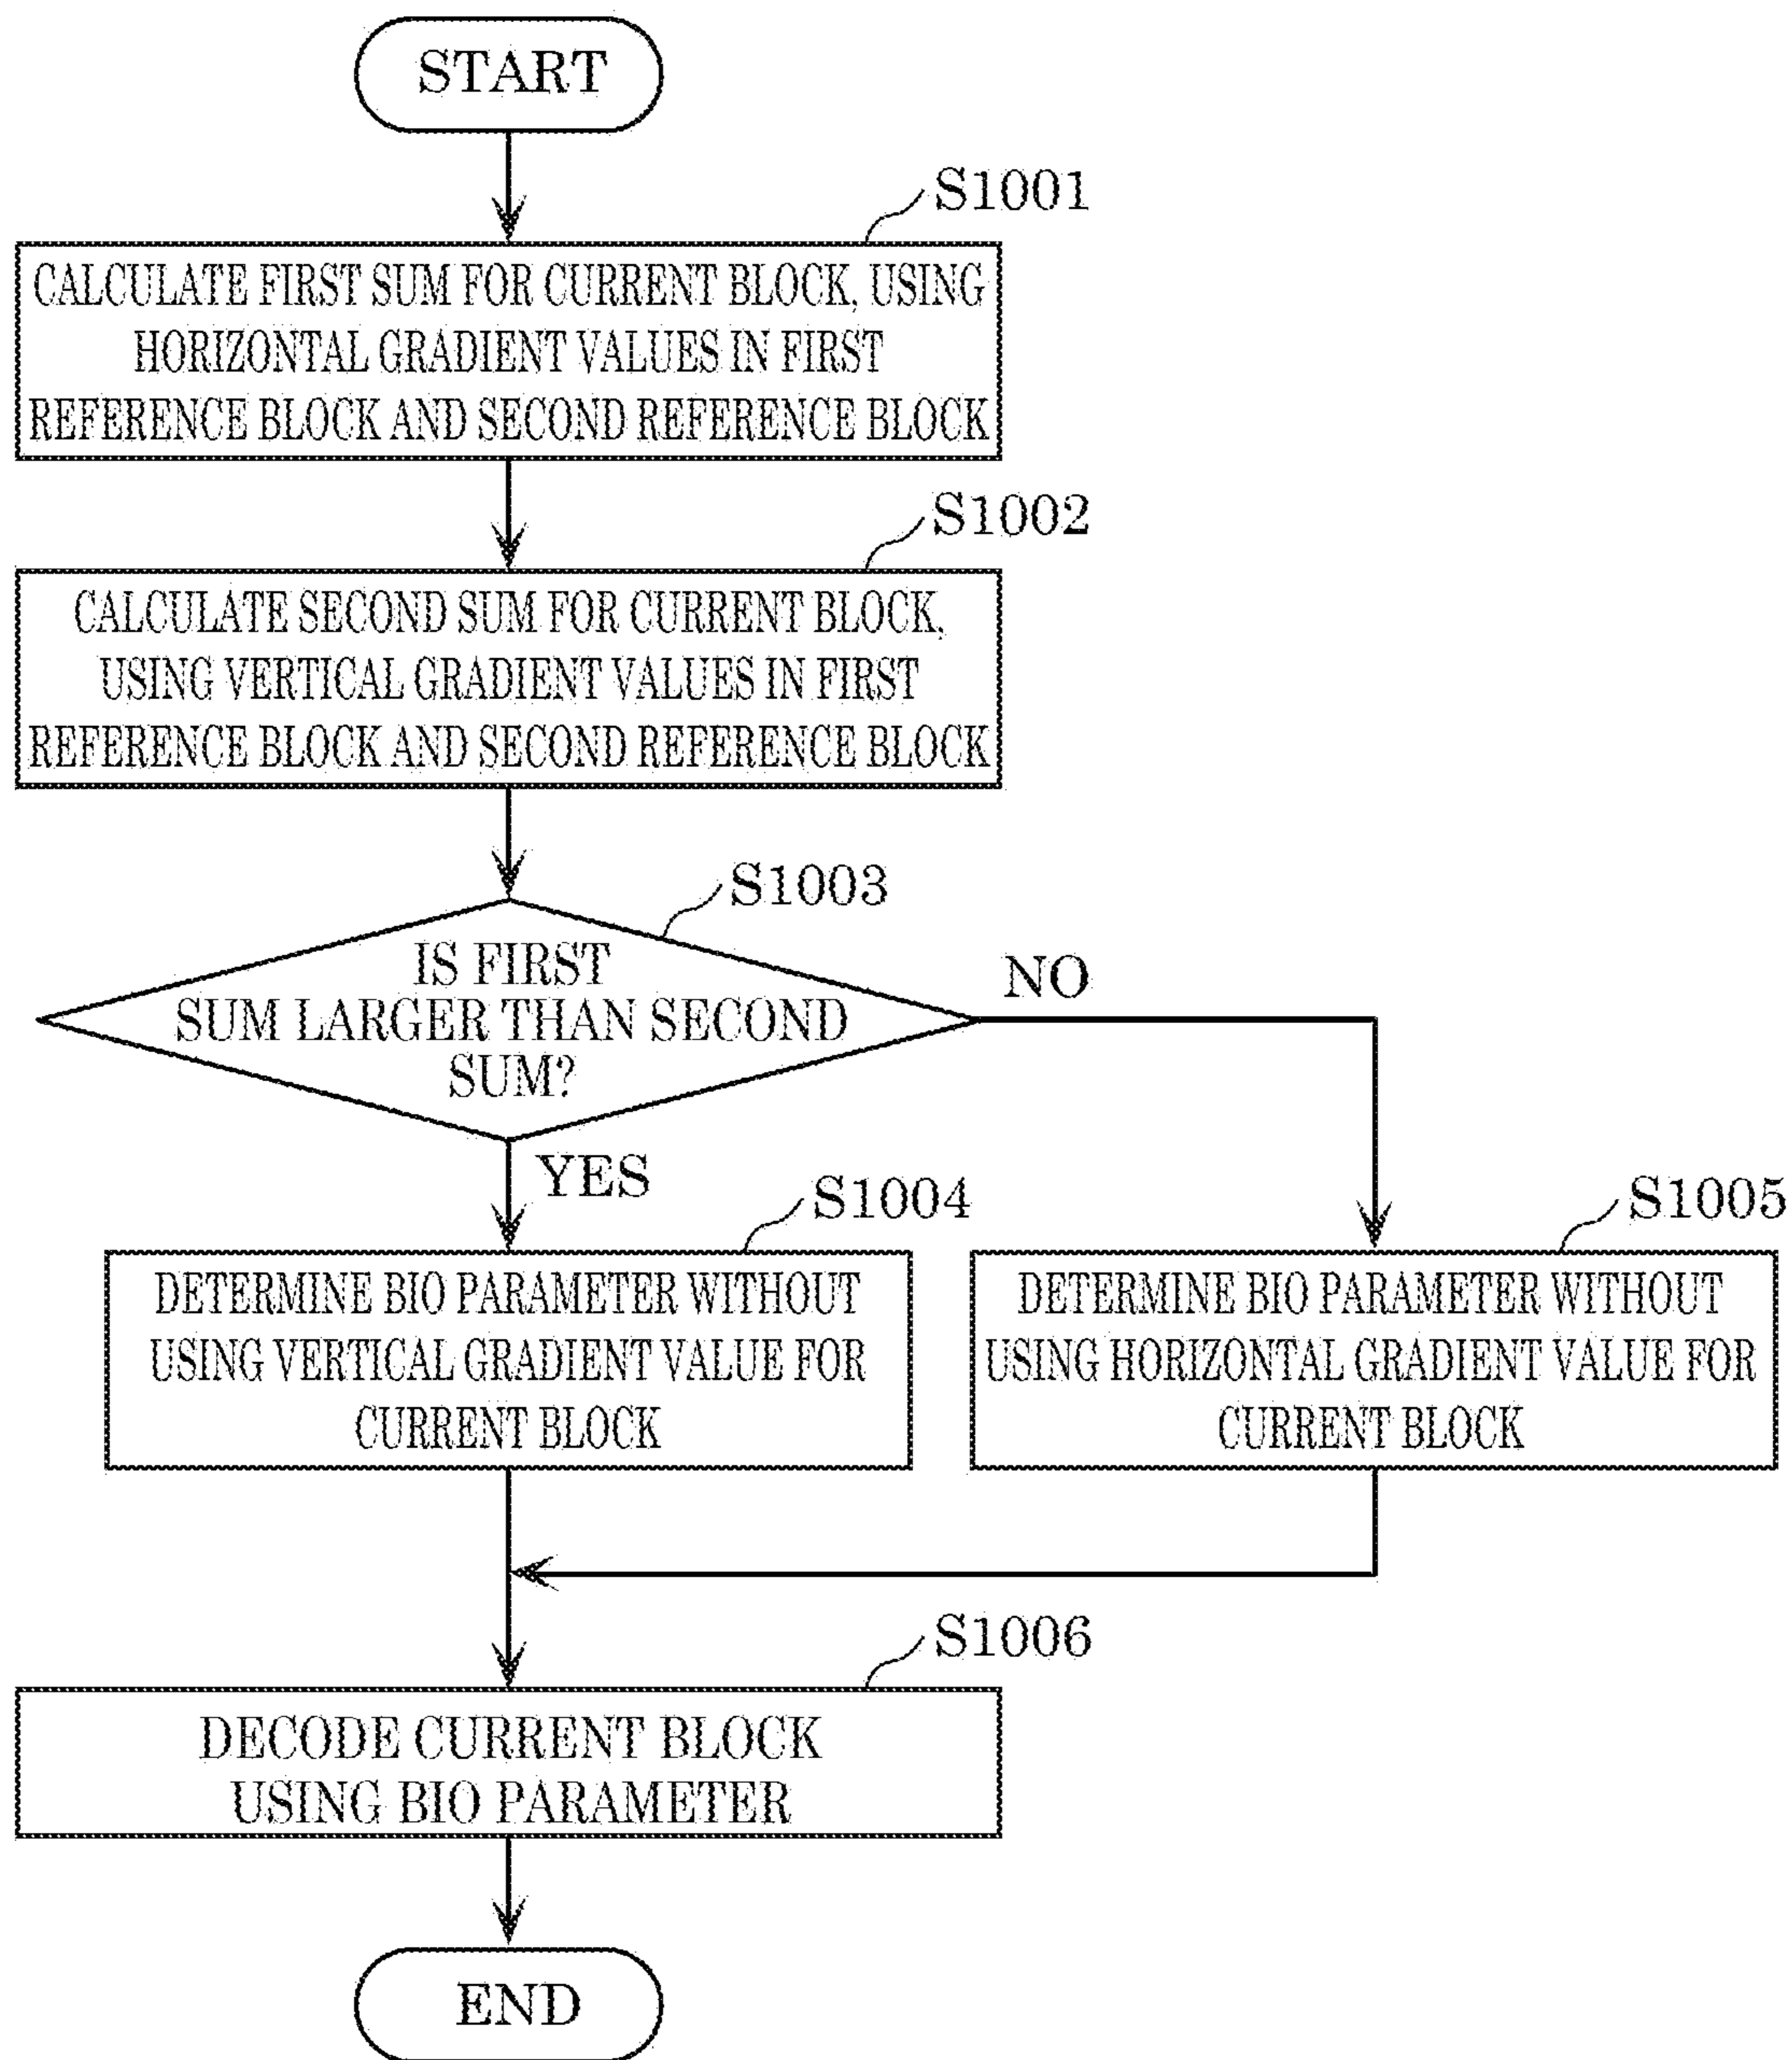 START
S1001
CALCULATE FIRST SUM FOR CURRENT BLOCK, USING
HORIZONTAL GRADIENT VALUES IN FIRST
REFERENCE BLOCK AND SECOND REFERENCE BLOCK
S1002
CALCULATE SECOND SUM FOR CURRENT BLOCK,
USING VERTICAL GRADIENT VALUES IN FIRST
REFERENCE BLOCK AND SECOND REFERENCE BLOCK
S1003
IS FIRST
SUM LARGER THAN SECOND
SUM?
NO
YES
S1004
DETERMINE BIO PARAMETER WITHOUT
USING VERTICAL GRADIENT VALUE FOR
CURRENT BLOCK
S1005
DETERMINE BIO PARAMETER WITHOUT
USING HORIZONTAL GRADIENT VALUE FOR
CURRENT BLOCK
S1006
DECODE CURRENT BLOCK
USING BIO PARAMETER
END